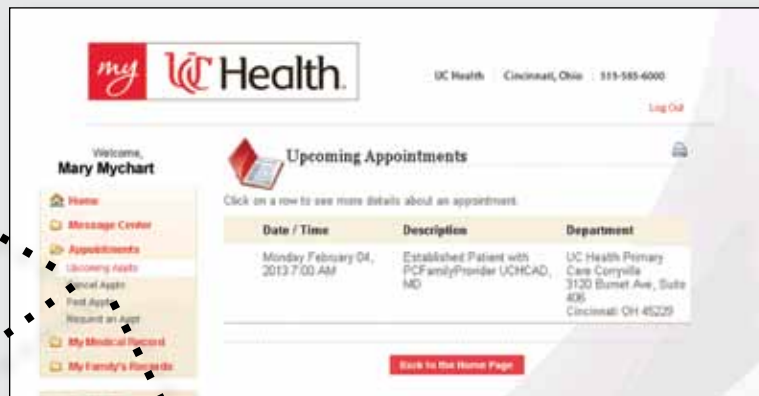 my UC Health.
UC Health Cincinnati, Ohio 513-585-6000
Log Out
Welcome,
Mary Mychart
Home
Message Center
Appointments
Upcoming Appts
Cancel Appts
Past Appts
Request an Appt
My Medical Record
My Family's Records
Upcoming Appointments
Click on a row to see more details about an appointment.
Date / Time Description Department
Monday February 04, 2013 7:00 AM
Established Patient with
PCFamilyProvider UCHCAD,
MD
UC Health Primary
Care Corryville
3120 Burnet Ave, Suite
406
Cincinnati OH 45229
Back to the Home Page